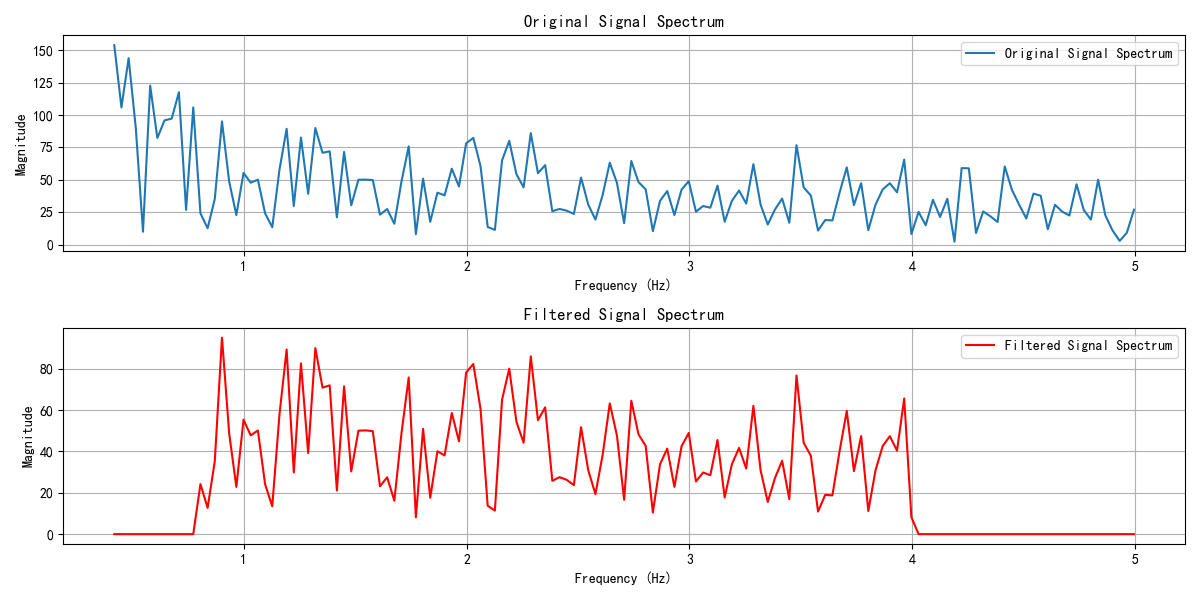 Original Signal Spectrum
Original Signal Spectrum
Magnitude
150
125
100
75
50
25
0
1
2
3
4
5
Frequency (Hz)
Filtered Signal Spectrum
Filtered Signal Spectrum
Magnitude
80
60
40
20
0
1
2
3
4
5
Frequency (Hz)